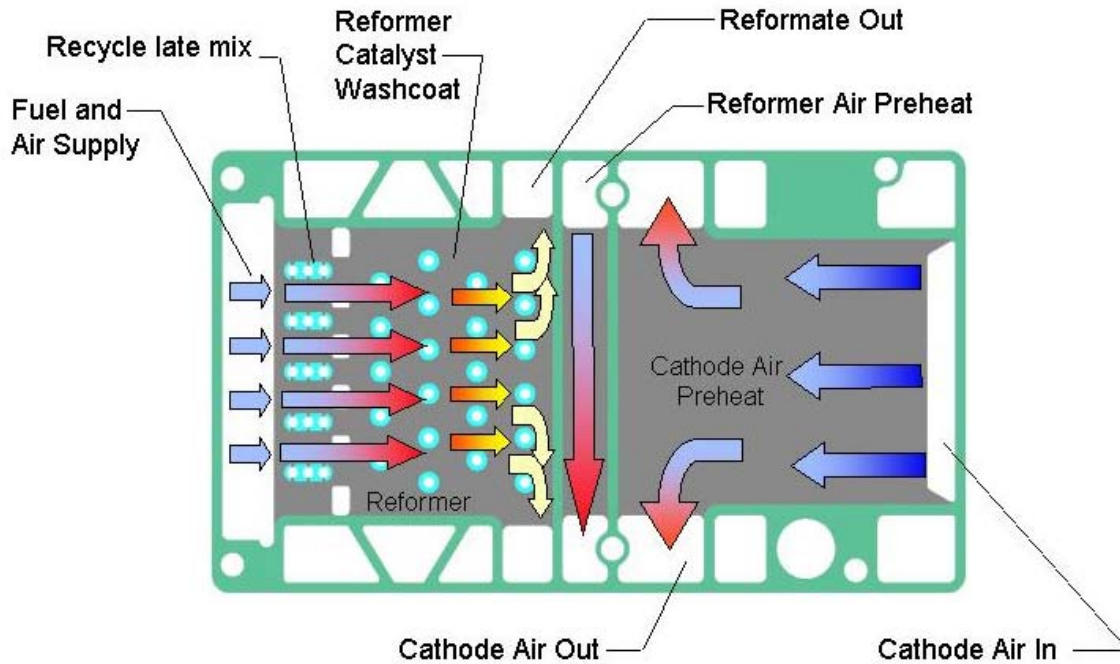 Recycle late mix
Fuel and
Air Supply
Reformer
Catalyst
Washcoat
Reformate Out
Reformer Air Preheat
Cathode Air
Preheat
Reformer
Cathode Air Out
Cathode Air In